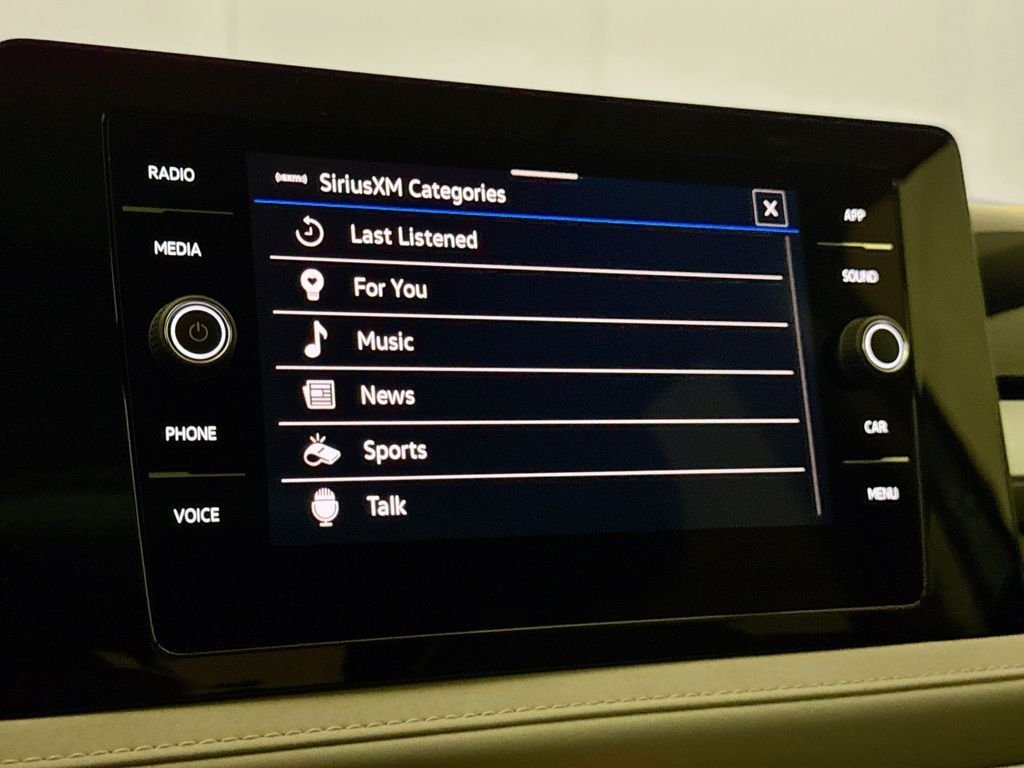 RADIO
MEDIA
PHONE
VOICE
((SXM))
SiriusXM Categories
X
Last Listened
For You
Music
News
Sports
Talk
APP
SOUND
CAR
MENU